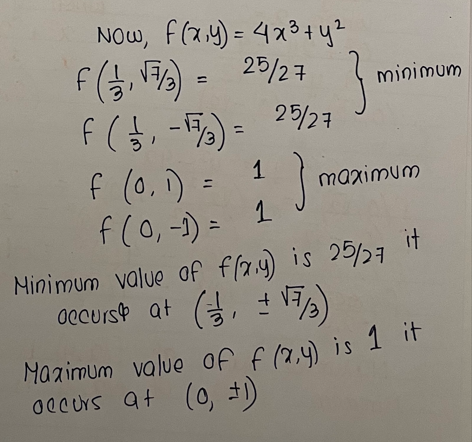 Now, f(x,y) = 4x³+y²
f(1/3, √7/3) = 25/27 } minimum
f(1/3, -√7/3) = 25/27
f (0,1) = 1 } maximum
f(0,-1) = 1
Minimum value of f(x,y) is 25/27 it
occurs at (1/3, ± √7/3)
Maximum value of f(x,y) is 1 it
occurs at (0, ±1)